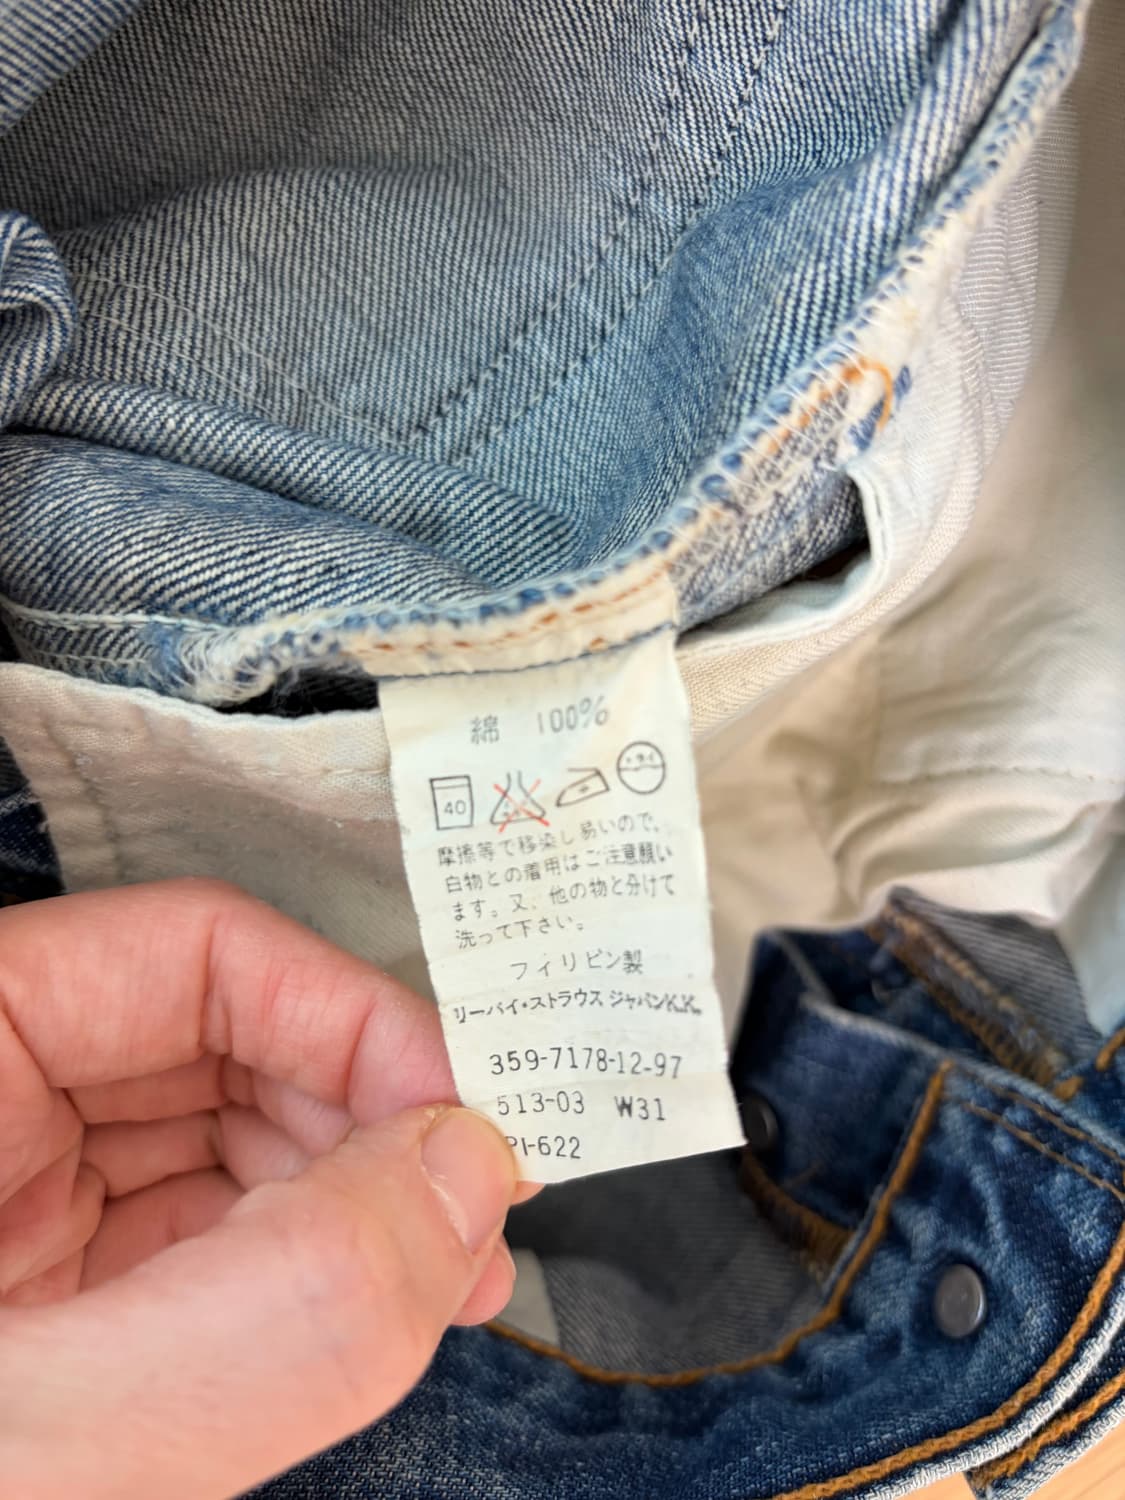 綿 100%
40
摩擦等で移染し易いので、
白物との着用はご注意願い
ます。又、他の物と分けて
洗って下さい。
フィリピン製
リーバイ・ストラウス ジャパンK.K.
359-7178-12-97
513-03 W31
PI-622